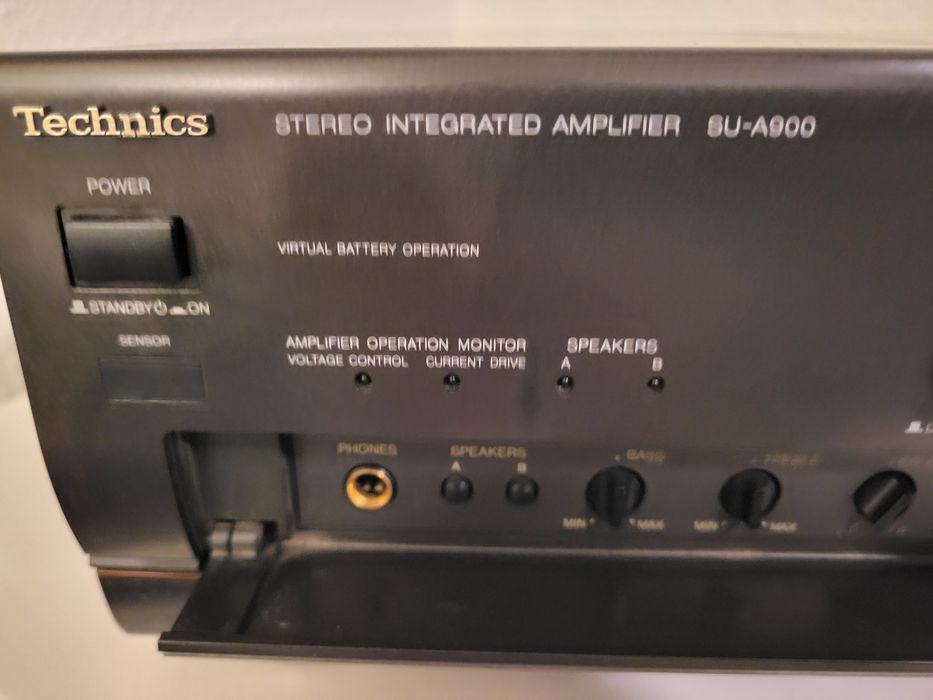 Technics STEREO INTEGRATED AMPLIFIER SU-A900
POWER
VIRTUAL BATTERY OPERATION
STANDBY ON
SENSOR
AMPLIFIER OPERATION MONITOR SPEAKERS
VOLTAGE CONTROL CURRENT DRIVE A B
PHONES SPEAKERS BASS TREBLE
A B
MIN MAX MIN MAX